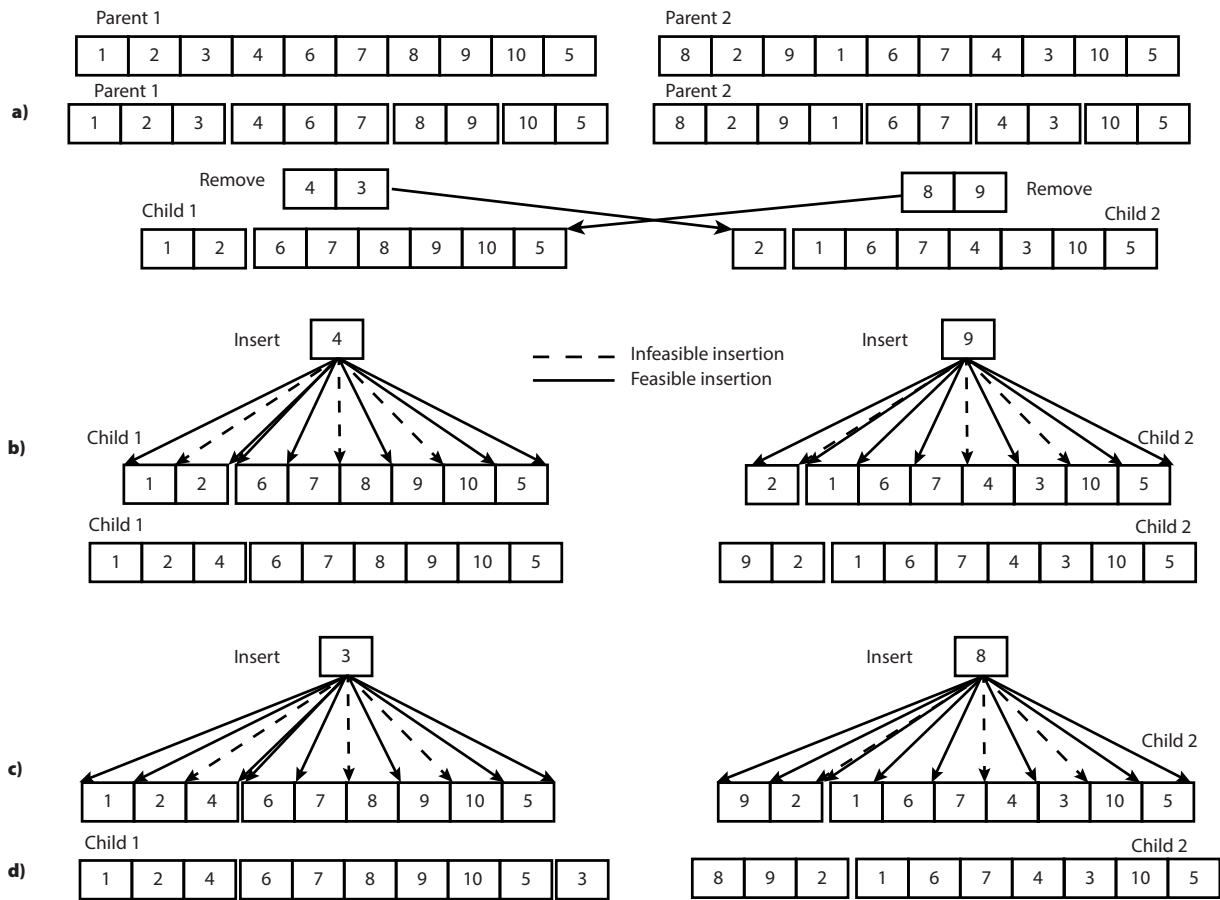 Parent 1 Parent 2
1 2 3 4 6 7 8 9 10 5 8 2 9 1 6 7 4 3 10 5
Parent 1 Parent 2
a) 1 2 3 4 6 7 8 9 10 5 8 2 9 1 6 7 4 3 10 5
Remove 4 3 8 9 Remove
Child 1 Child 2
1 2 6 7 8 9 10 5 2 1 6 7 4 3 10 5
Insert 4 Insert 9
Infeasible insertion
Feasible insertion
b) Child 1 Child 2
1 2 6 7 8 9 10 5 2 1 6 7 4 3 10 5
Child 1 Child 2
1 2 4 6 7 8 9 10 5 9 2 1 6 7 4 3 10 5
Insert 3 Insert 8
c) Child 2
1 2 4 6 7 8 9 10 5 9 2 1 6 7 4 3 10 5
Child 1 Child 2
d) 1 2 4 6 7 8 9 10 5 3 8 9 2 1 6 7 4 3 10 5